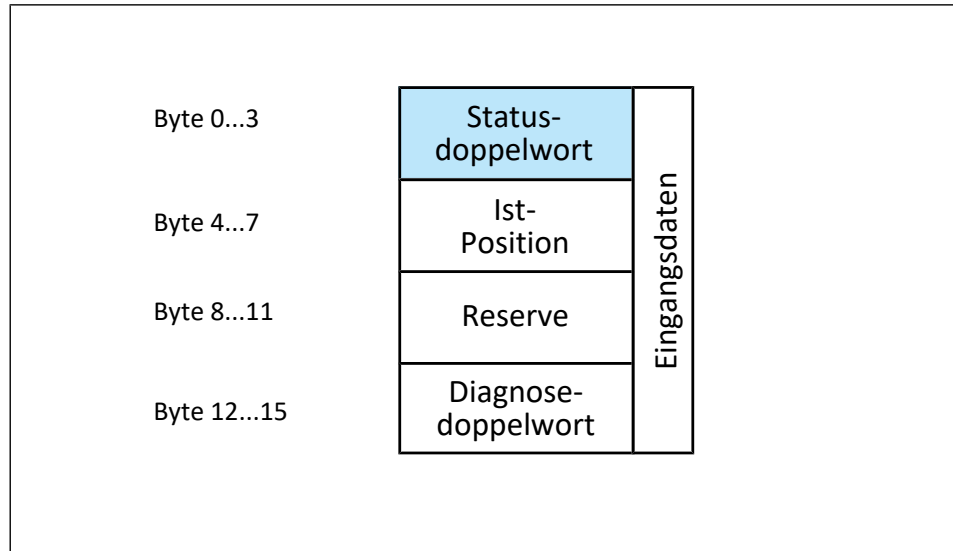 Byte 0...3
Status-
doppelwort
Byte 4...7
Ist-
Position
Byte 8...11
Reserve
Byte 12...15
Diagnose-
doppelwort
Eingangsdaten